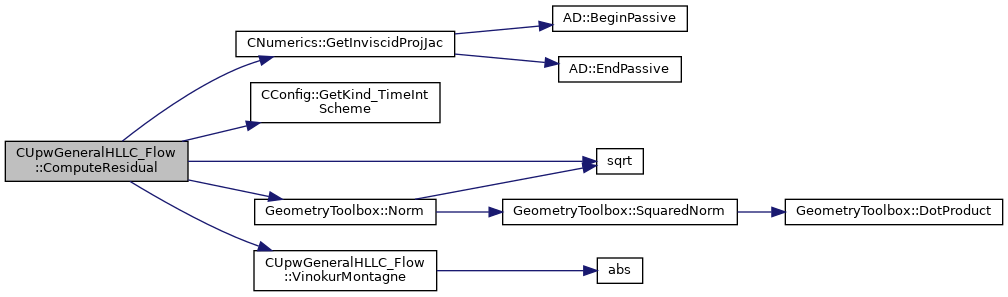 CUpwGeneralHLLC_Flow
::ComputeResidual
CNumerics::GetInviscidProjJac
AD::BeginPassive
AD::EndPassive
CConfig::GetKind_TimeInt
Scheme
sqrt
GeometryToolbox::Norm
GeometryToolbox::SquaredNorm
GeometryToolbox::DotProduct
CUpwGeneralHLLC_Flow
::VinokurMontagne
abs